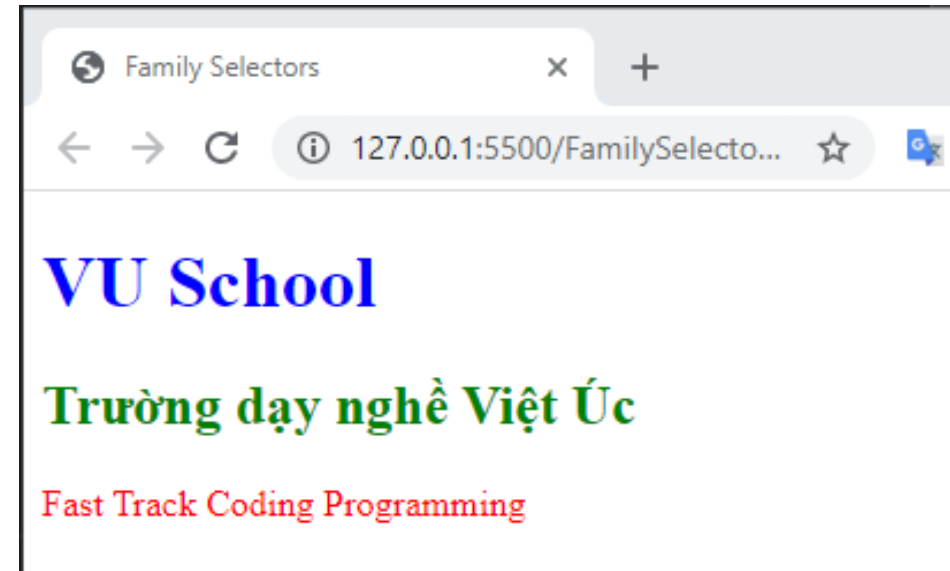 Family Selectors
127.0.0.1:5500/FamilySelecto...
VU School
Trường dạy nghề Việt Úc
Fast Track Coding Programming